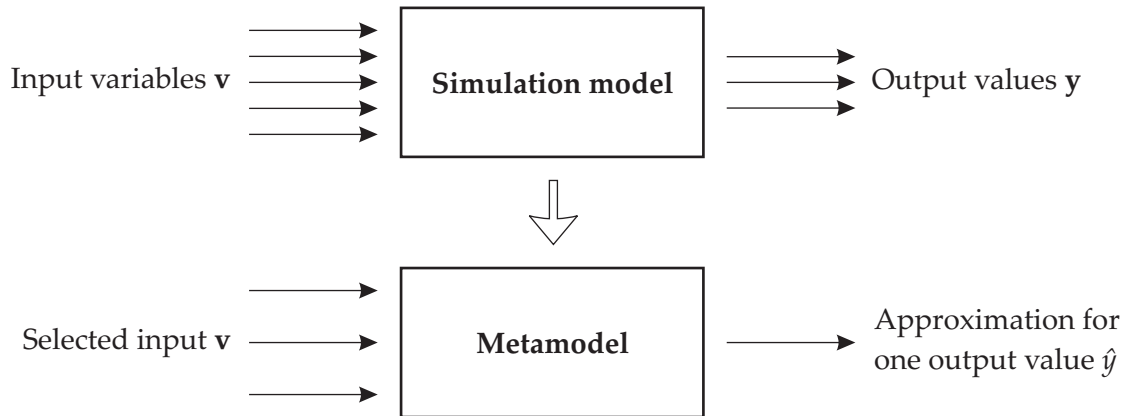 Input variables v
Simulation model
Output values y
Selected input v
Metamodel
Approximation for
one output value ŷ